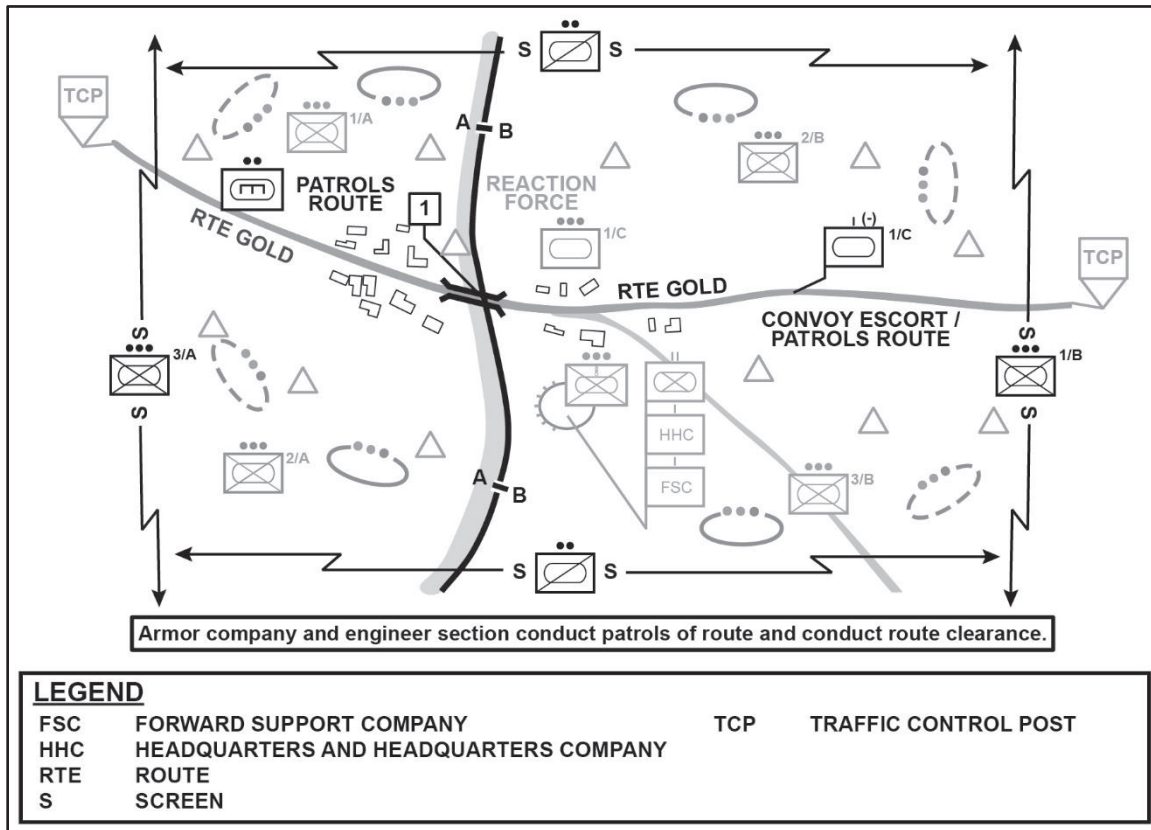 S S
TCP
1/A
A B
2/B
PATROLS
ROUTE
1
REACTION
FORCE
1/C
(-)
1/C
TCP
RTE GOLD
RTE GOLD
CONVOY ESCORT /
PATROLS ROUTE
S
3/A
S
S
1/B
S
HHC
FSC
2/A
A B
3/B
S S
Armor company and engineer section conduct patrols of route and conduct route clearance.
LEGEND
FSC FORWARD SUPPORT COMPANY TCP TRAFFIC CONTROL POST
HHC HEADQUARTERS AND HEADQUARTERS COMPANY
RTE ROUTE
S SCREEN